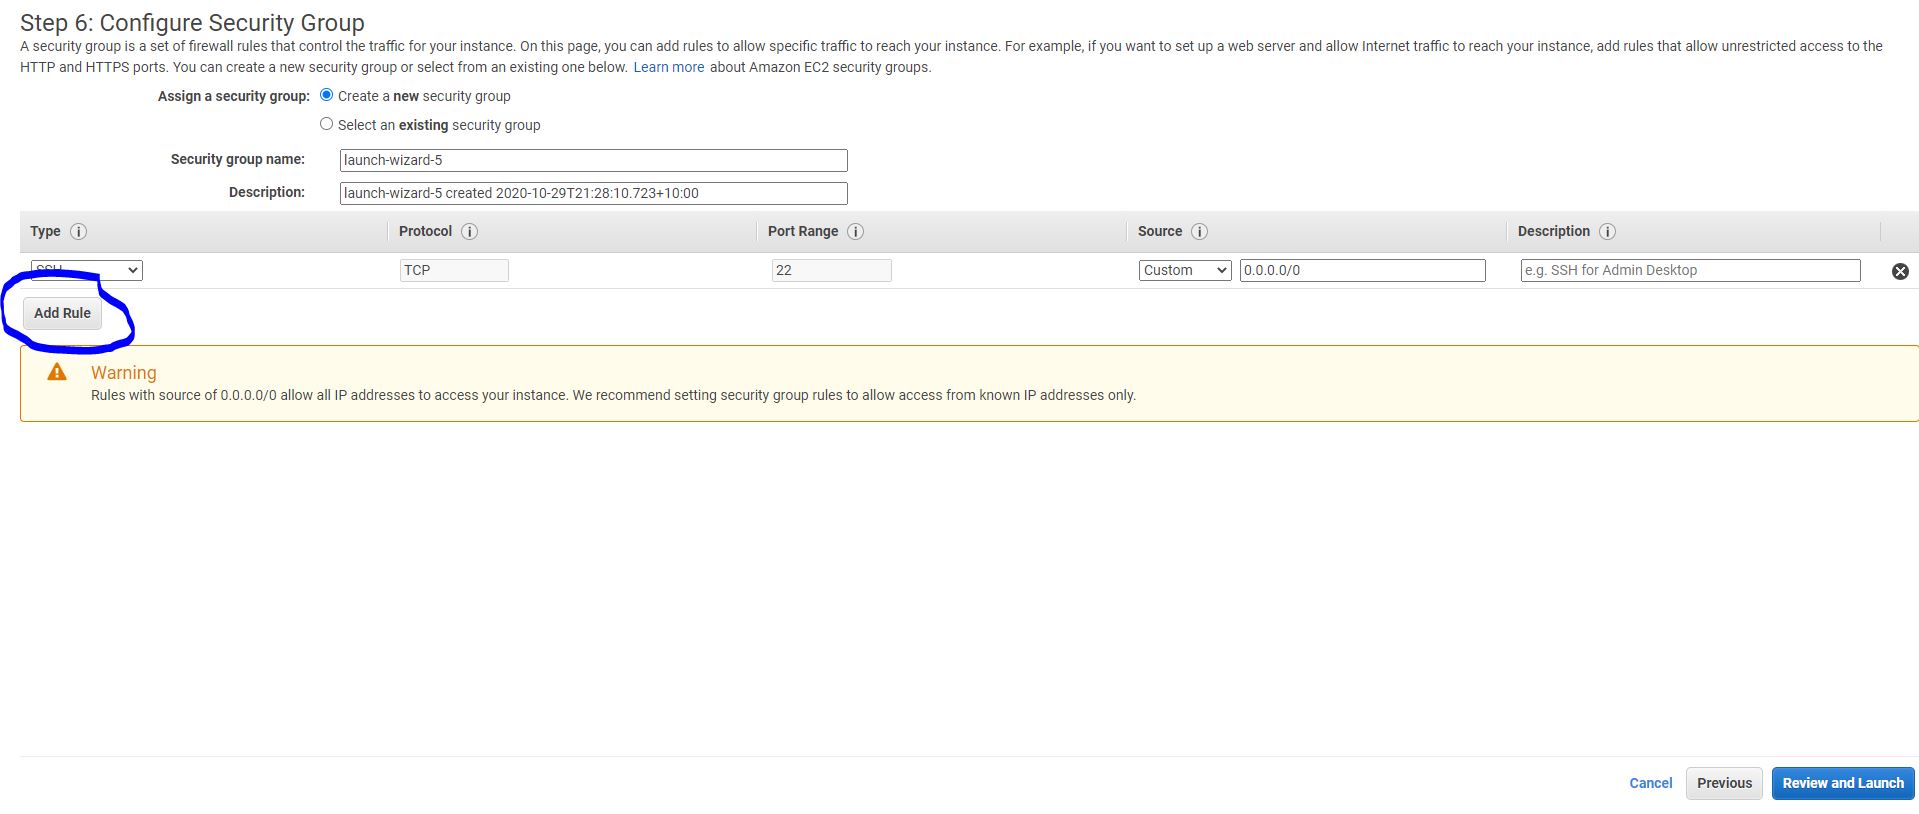 Step 6: Configure Security Group
A security group is a set of firewall rules that control the traffic for your instance. On this page, you can add rules to allow specific traffic to reach your instance. For example, if you want to set up a web server and allow Internet traffic to reach your instance, add rules that allow unrestricted access to the
HTTP and HTTPS ports. You can create a new security group or select from an existing one below. Learn more about Amazon EC2 security groups.
Assign a security group: Create a new security group
Select an existing security group
Security group name: launch-wizard-5
Description: launch-wizard-5 created 2020-10-29T21:28:10.723+10:00
Type i Protocol i Port Range i Source i Description i
SSH TCP 22 Custom 0.0.0.0/0 e.g. SSH for Admin Desktop
Add Rule
Warning
Rules with source of 0.0.0.0/0 allow all IP addresses to access your instance. We recommend setting security group rules to allow access from known IP addresses only.
Cancel Previous Review and Launch